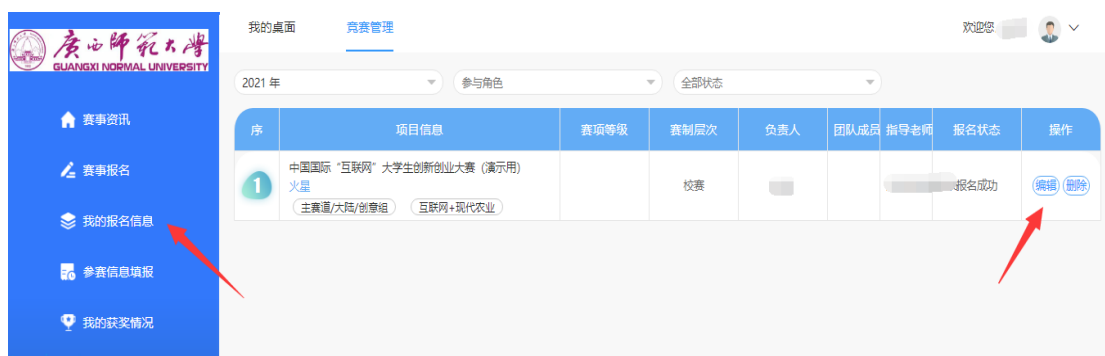 我的桌面
竞赛管理
欢迎您
广西师范大学
GUANGXI NORMAL UNIVERSITY
2021 年
参与角色
全部状态
赛事资讯
赛事报名
我的报名信息
参赛信息填报
我的获奖情况
序 项目信息 赛项等级 赛制层次 负责人 团队成员 指导老师 报名状态 操作
1
中国国际“互联网”大学生创新创业大赛（演示用）
火星
主赛道/大陆/创意组 互联网+现代农业
校赛
报名成功
编辑 删除